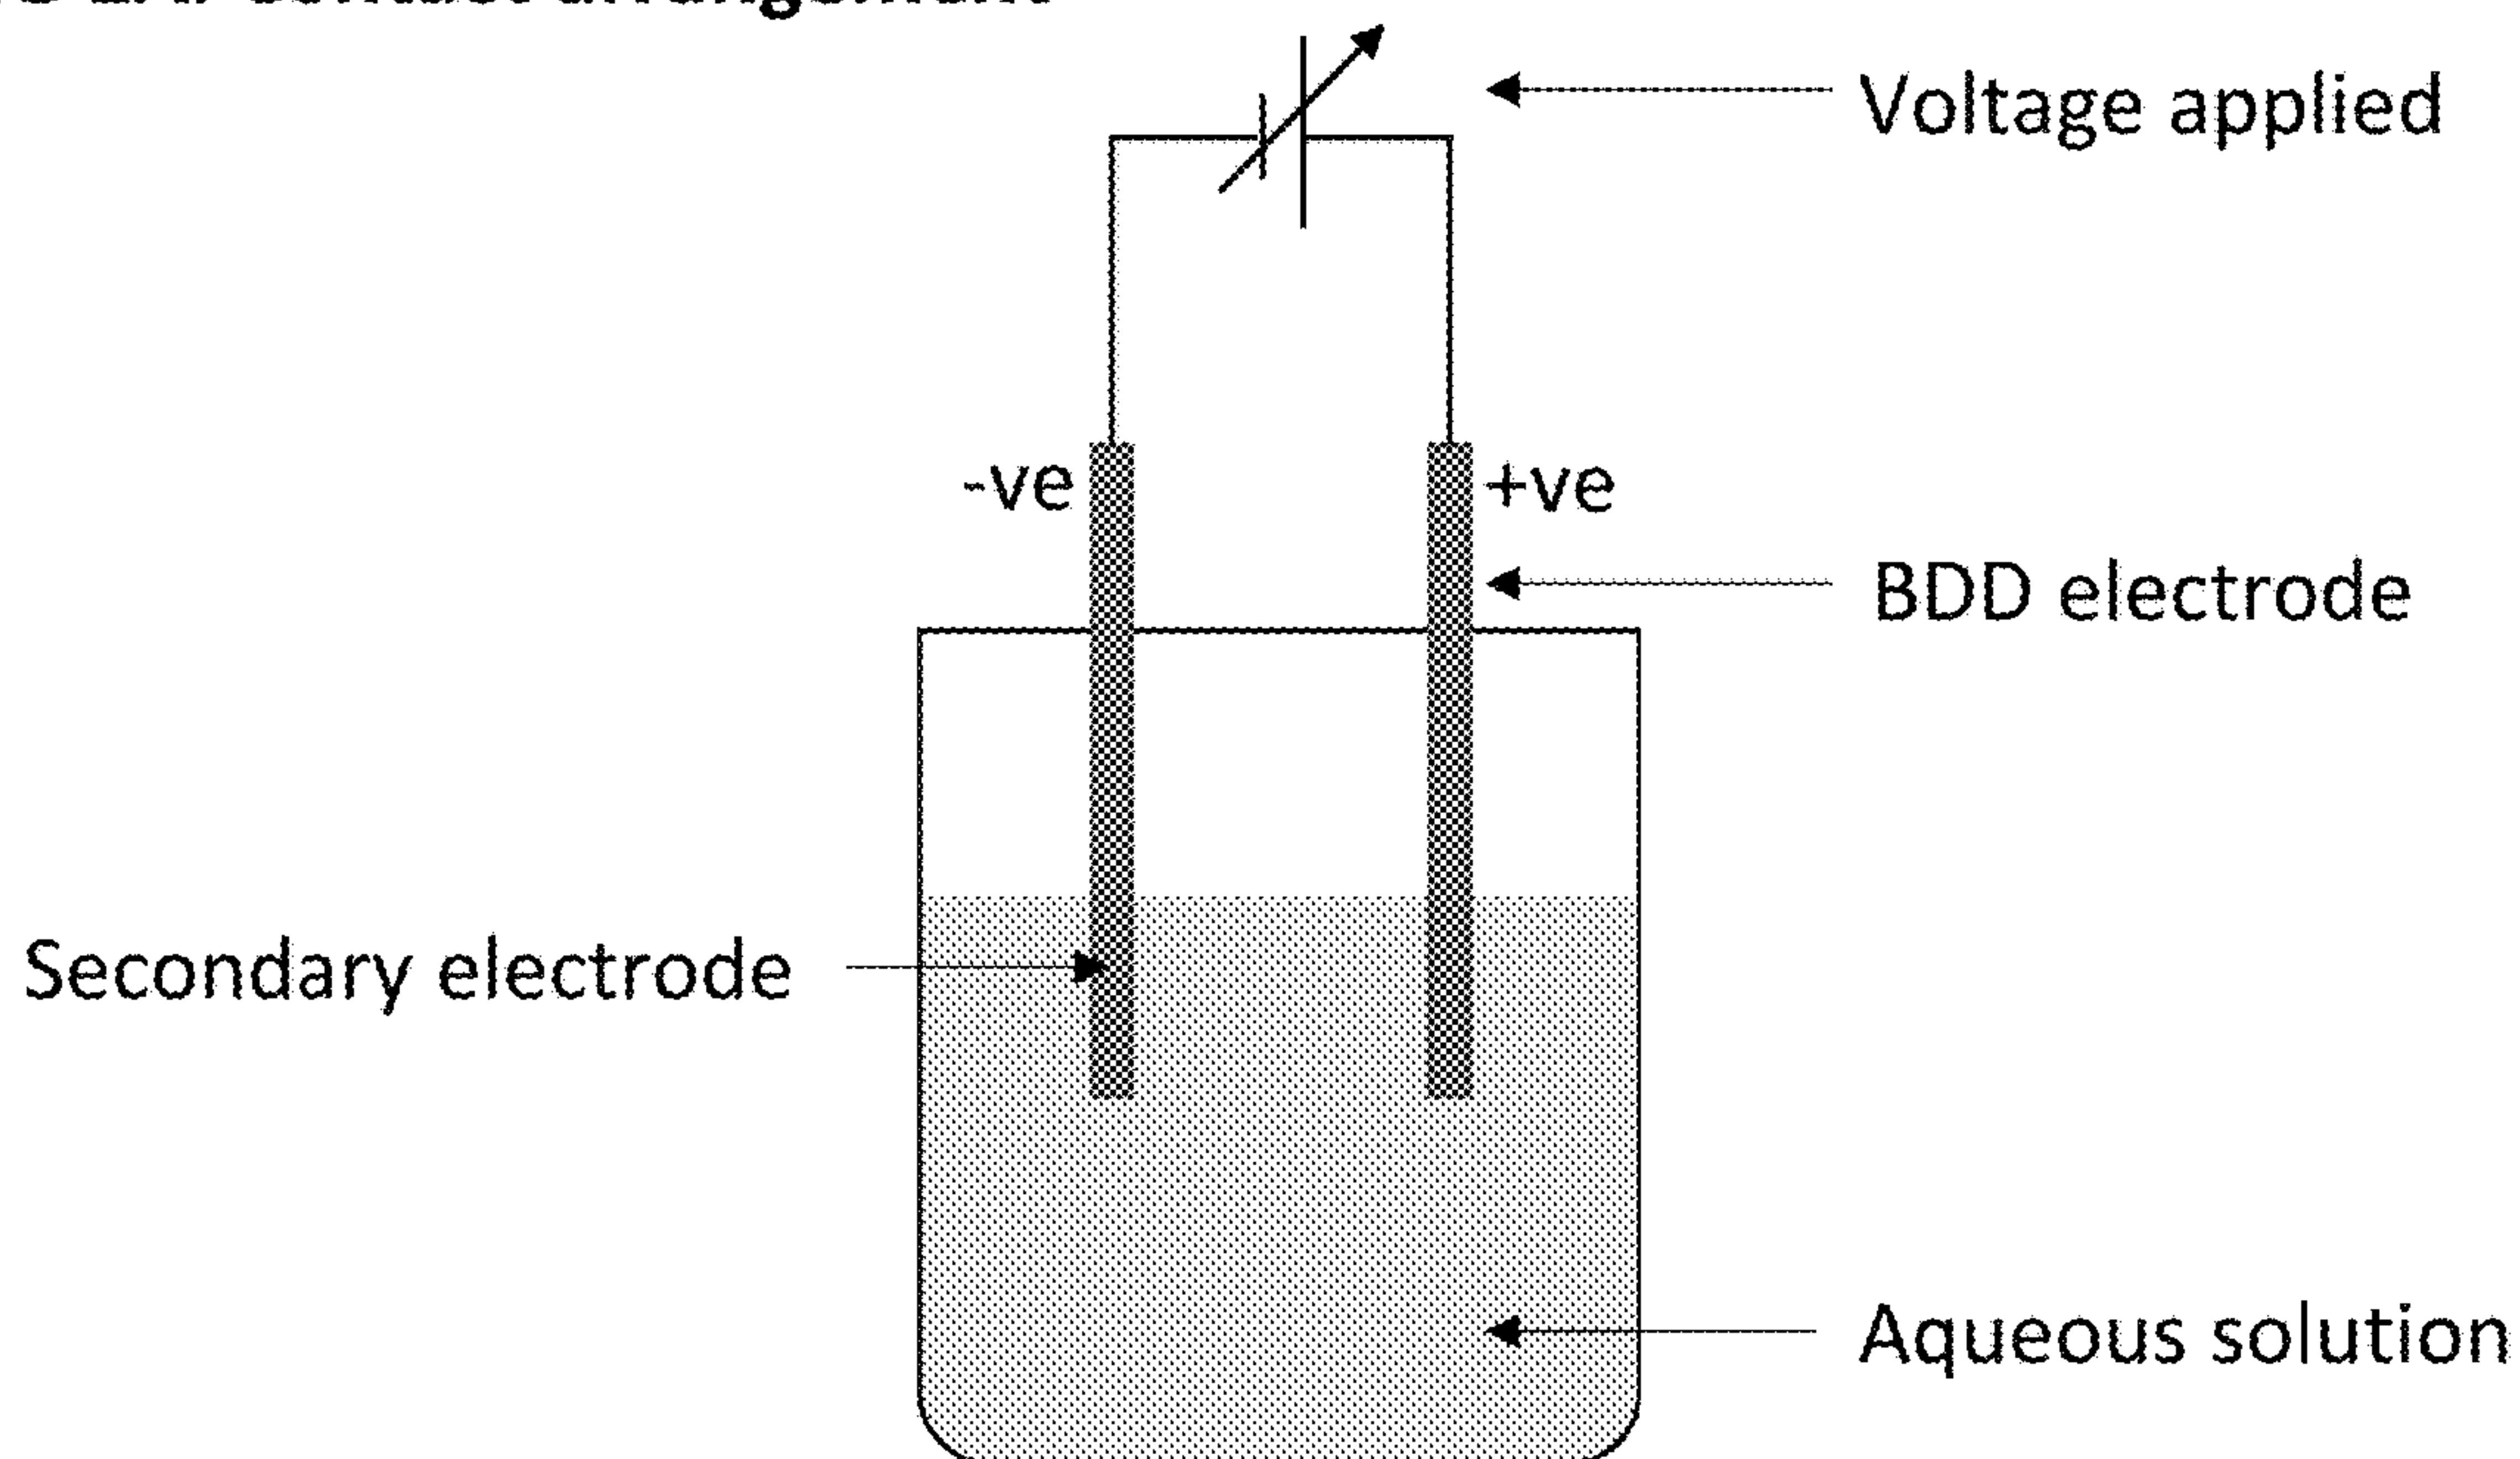 Voltage applied
-ve
+ve
BDD electrode
Secondary electrode
Aqueous solution